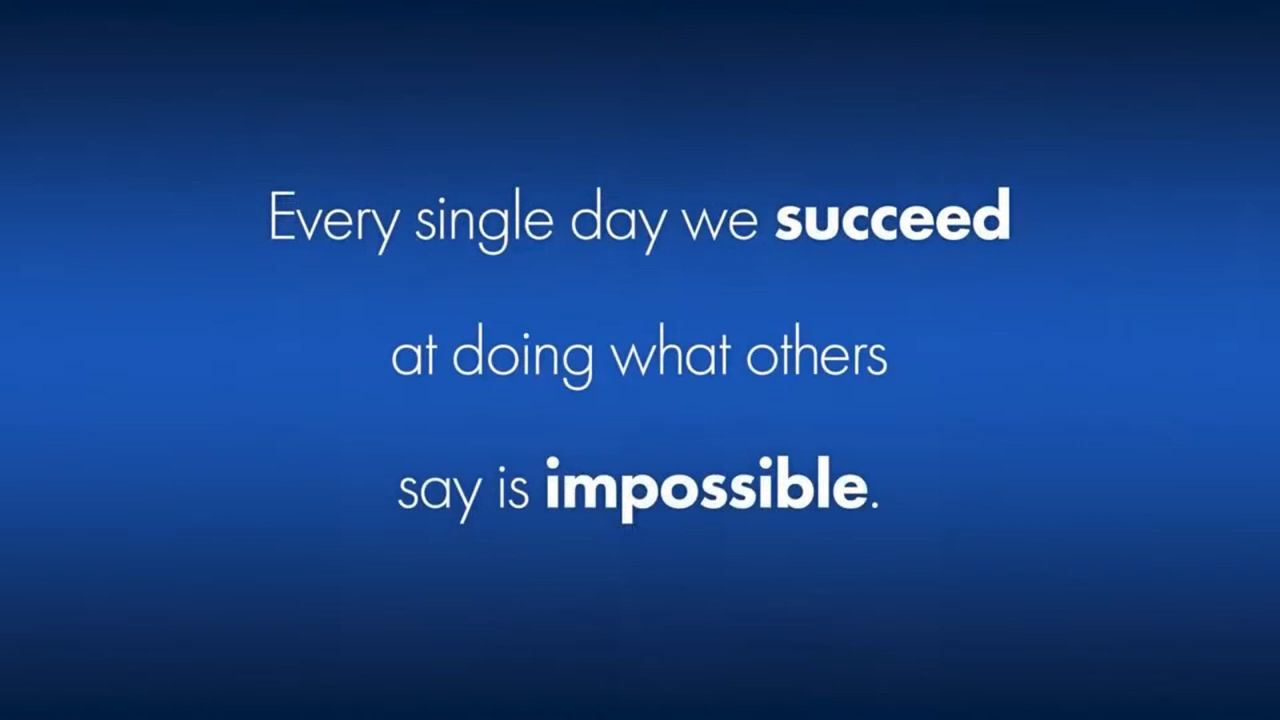 Every single day we succeed
at doing what others
say is impossible.